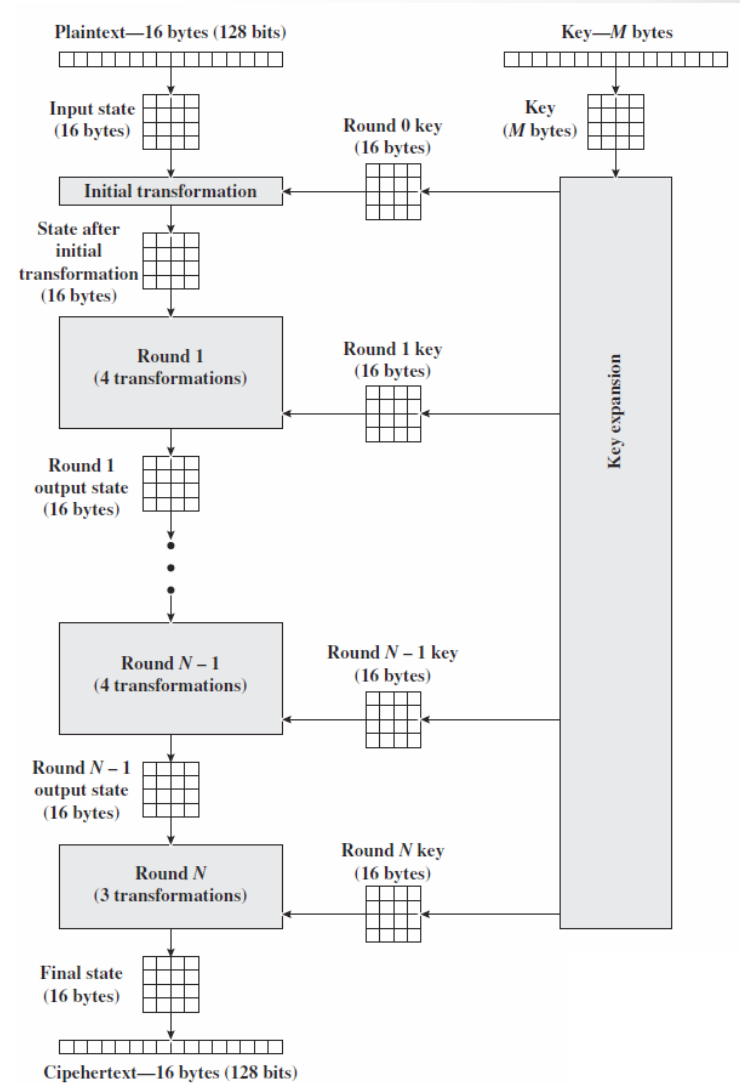 Plaintext—16 bytes (128 bits)
Key—M bytes
Input state
(16 bytes)
Key
(M bytes)
Round 0 key
(16 bytes)
Initial transformation
State after
initial
transformation
(16 bytes)
Round 1
(4 transformations)
Round 1 key
(16 bytes)
Key expansion
Round 1
output state
(16 bytes)
Round N – 1
(4 transformations)
Round N – 1 key
(16 bytes)
Round N – 1
output state
(16 bytes)
Round N
(3 transformations)
Round N key
(16 bytes)
Final state
(16 bytes)
Cipehertext—16 bytes (128 bits)